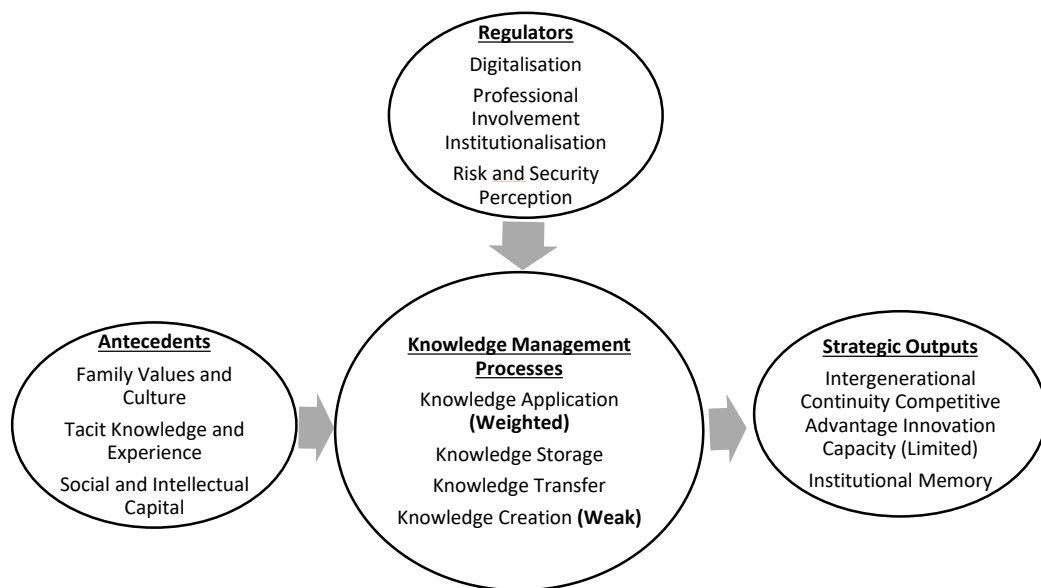 Regulators
Digitalisation
Professional
Involvement
Institutionalisation
Risk and Security
Perception
Antecedents
Family Values and
Culture
Tacit Knowledge and
Experience
Social and Intellectual
Capital
Knowledge Management
Processes
Knowledge Application
(Weighted)
Knowledge Storage
Knowledge Transfer
Knowledge Creation (Weak)
Strategic Outputs
Intergenerational
Continuity Competitive
Advantage Innovation
Capacity (Limited)
Institutional Memory